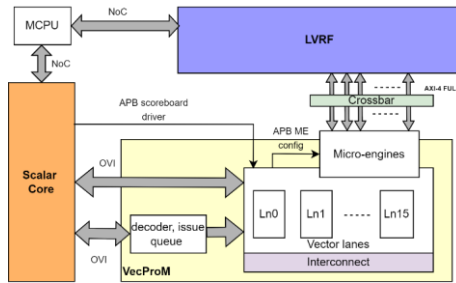 MCPU
NoC
LVRF
NoC
AXI-4 FUL
Crossbar
APB scoreboard
driver
APB ME
config
Micro-engines
OVI
Scalar
Core
Ln0
Ln1
Ln15
decoder, issue
queue
Vector lanes
OVI
VecProM
Interconnect